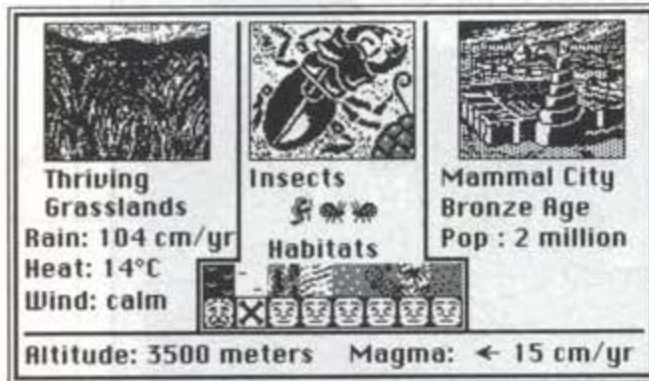 Thriving
Grasslands
Rain: 104 cm/yr
Heat: 14°C
Wind: calm
Insects
Habitats
Mammal City
Bronze Age
Pop : 2 million
Altitude: 3500 meters Magma: ← 15 cm/yr